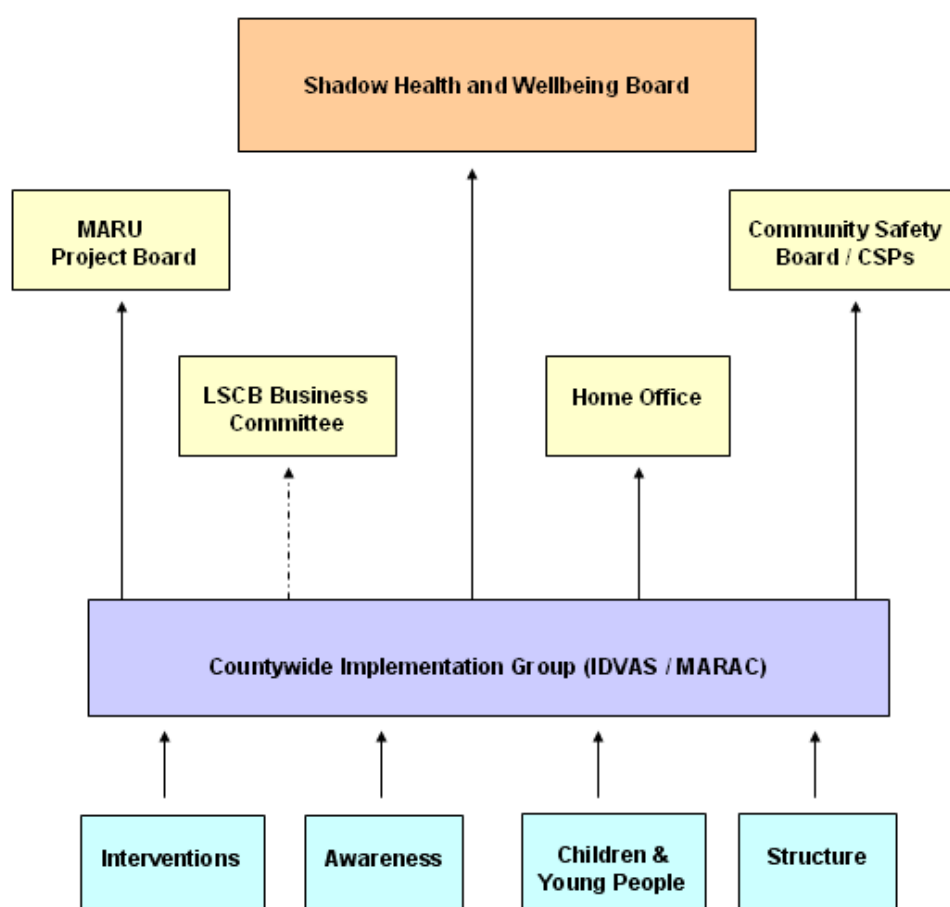 Shadow Health and Wellbeing Board
MARU
Project Board
Community Safety
Board / CSPs
LSCB Business
Committee
Home Office
Countywide Implementation Group (IDVAS / MARAC)
Interventions
Awareness
Children &
Young People
Structure